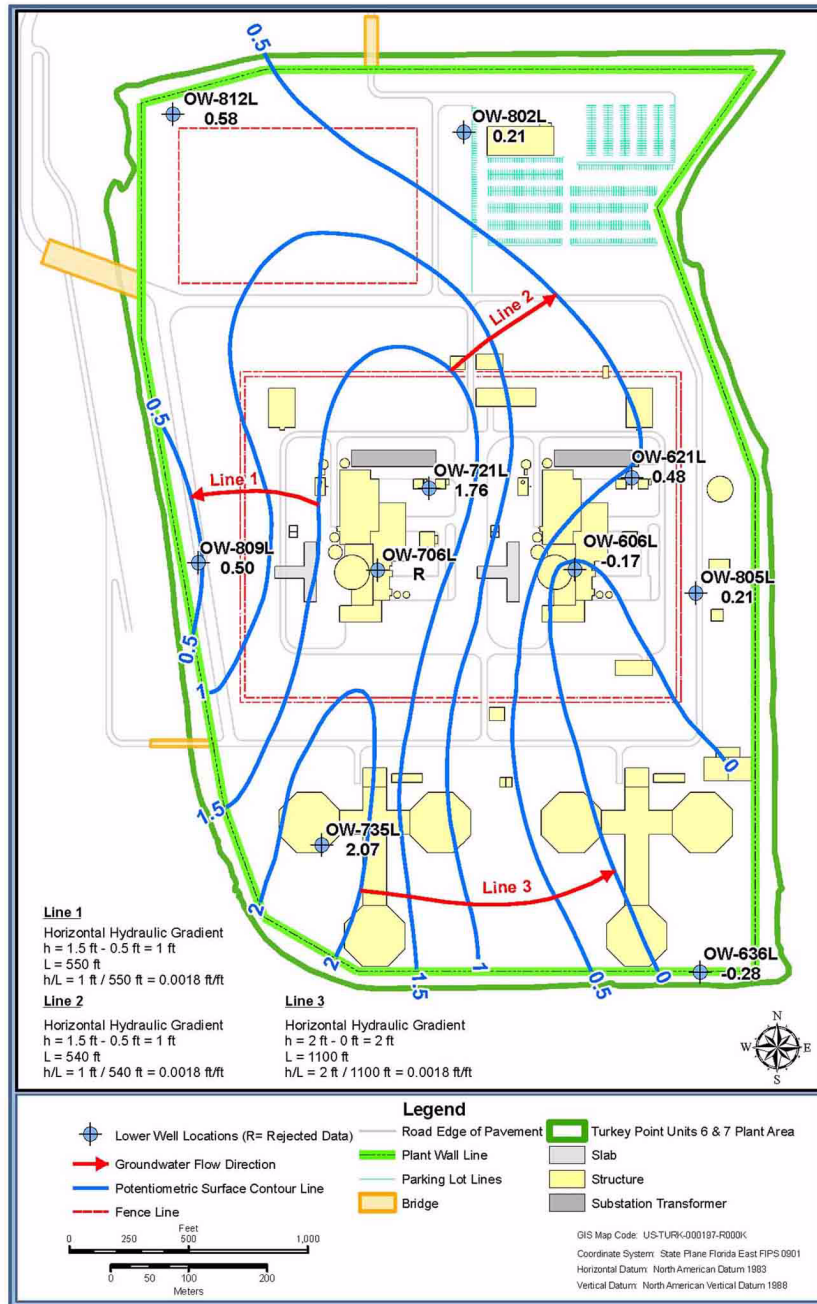 0.5
OW-812L
0.58
OW-802L
0.21
Line 2
0.5
Line 1
OW-721L
1.76
OW-621L
0.48
OW-809L
0.50
OW-706L
R
OW-606L
-0.17
OW-805L
0.21
0.5
1
0
1.5
OW-735L
2.07
Line 3
2
2
1.5
1
0.5
0
OW-636L
-0.28
Line 1
Horizontal Hydraulic Gradient
h = 1.5 ft - 0.5 ft = 1 ft
L = 550 ft
h/L = 1 ft / 550 ft = 0.0018 ft/ft
Line 2
Horizontal Hydraulic Gradient
h = 1.5 ft - 0.5 ft = 1 ft
L = 540 ft
h/L = 1 ft / 540 ft = 0.0018 ft/ft
Line 3
Horizontal Hydraulic Gradient
h = 2 ft - 0 ft = 2 ft
L = 1100 ft
h/L = 2 ft / 1100 ft = 0.0018 ft/ft
N
W E
S
Legend
Lower Well Locations (R= Rejected Data)
Groundwater Flow Direction
Potentiometric Surface Contour Line
Fence Line
Road Edge of Pavement
Plant Wall Line
Parking Lot Lines
Bridge
Turkey Point Units 6 & 7 Plant Area
Slab
Structure
Substation Transformer
Feet
0 250 500 1,000
0 50 100 200
Meters
GIS Map Code: US-TURK-000197-R000K
Coordinate System: State Plane Florida East FIPS 0901
Horizontal Datum: North American Datum 1983
Vertical Datum: North American Vertical Datum 1988